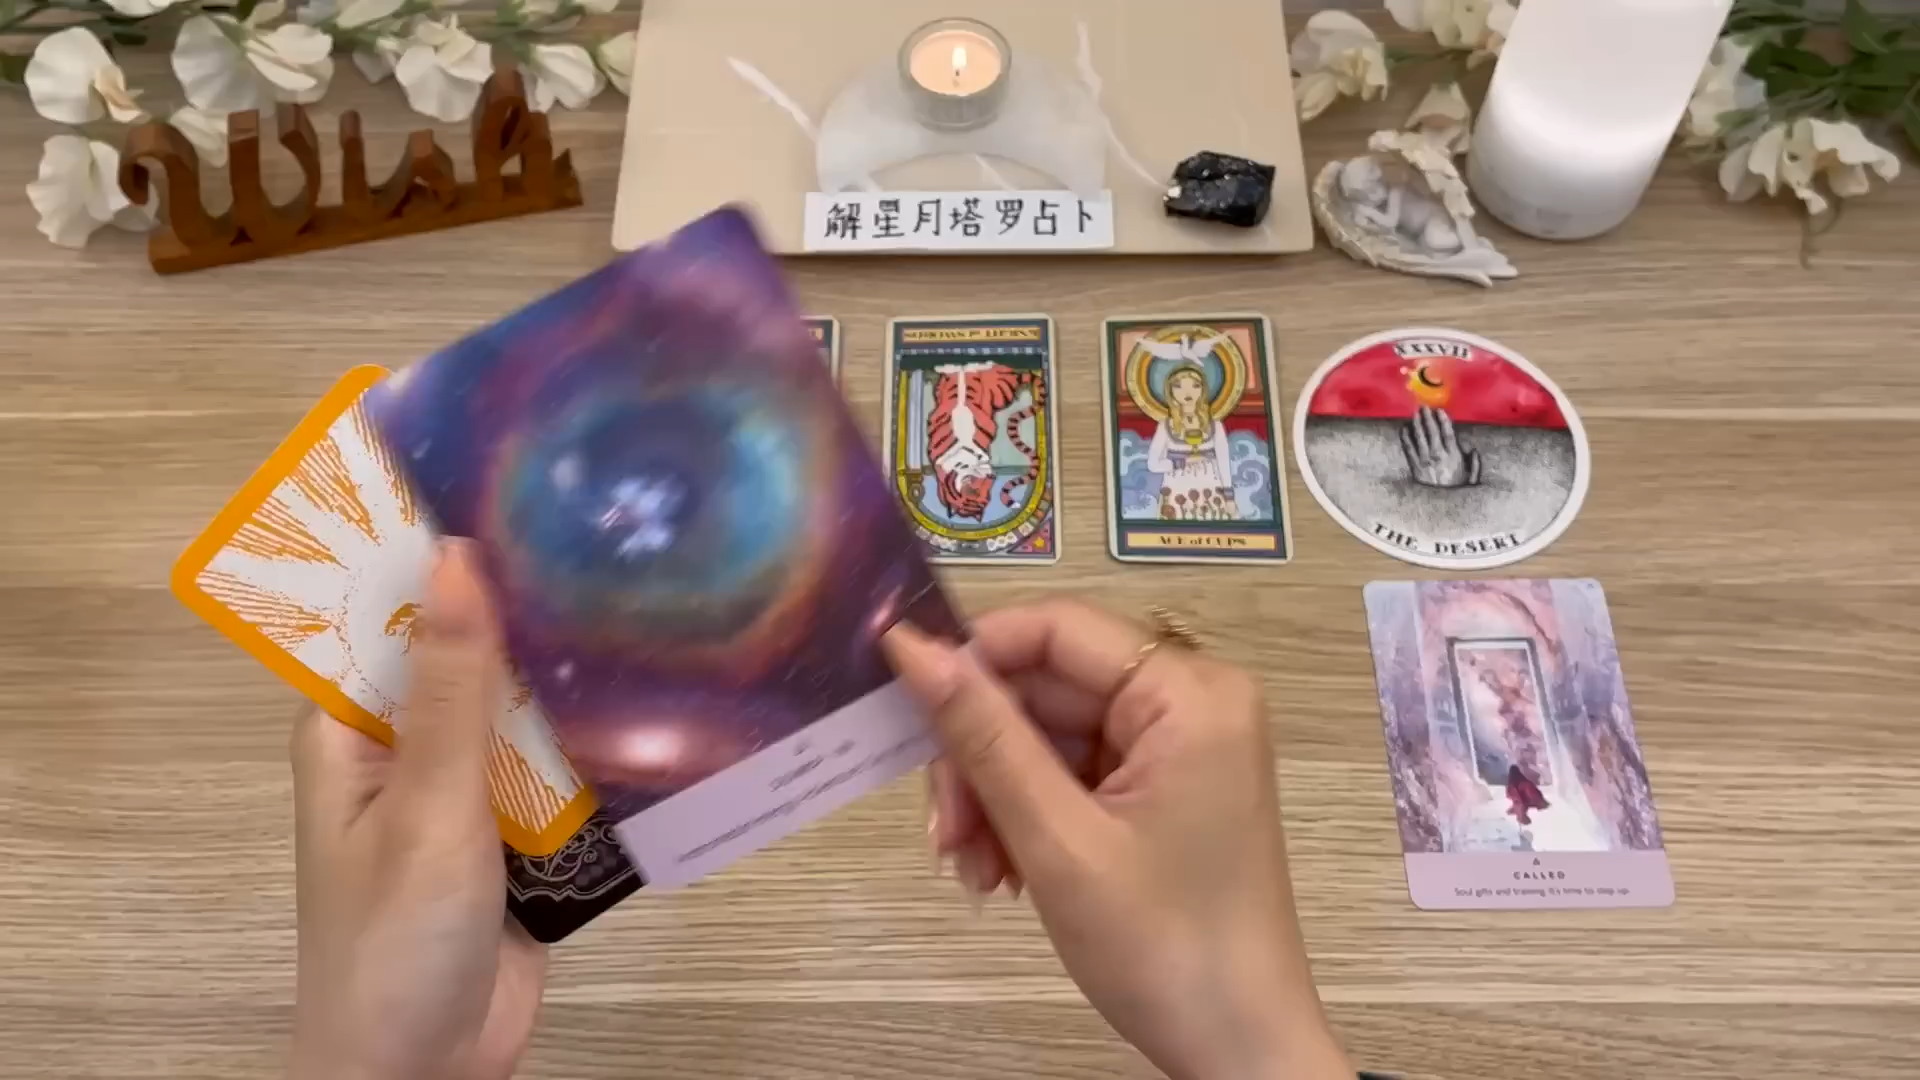 Wish
解星月塔罗占卜
XXXVII
THE DESERT
ACE of CUPS
CALLED
Soul gifts and training. It's time to step up.